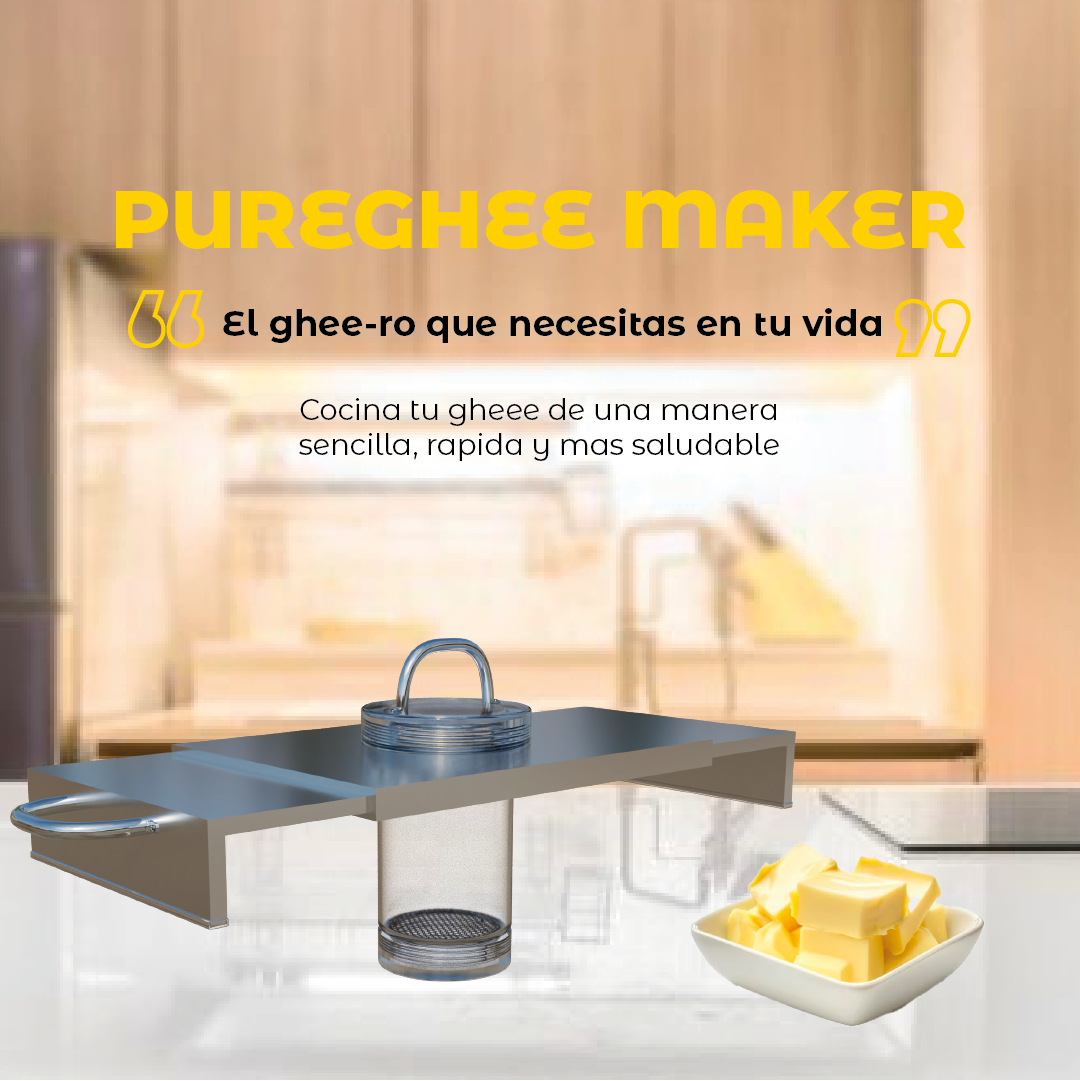 PUREGHEE MAKER
“El ghee-ro que necesitas en tu vida”
Cocina tu gheee de una manera
sencilla, rapida y mas saludable